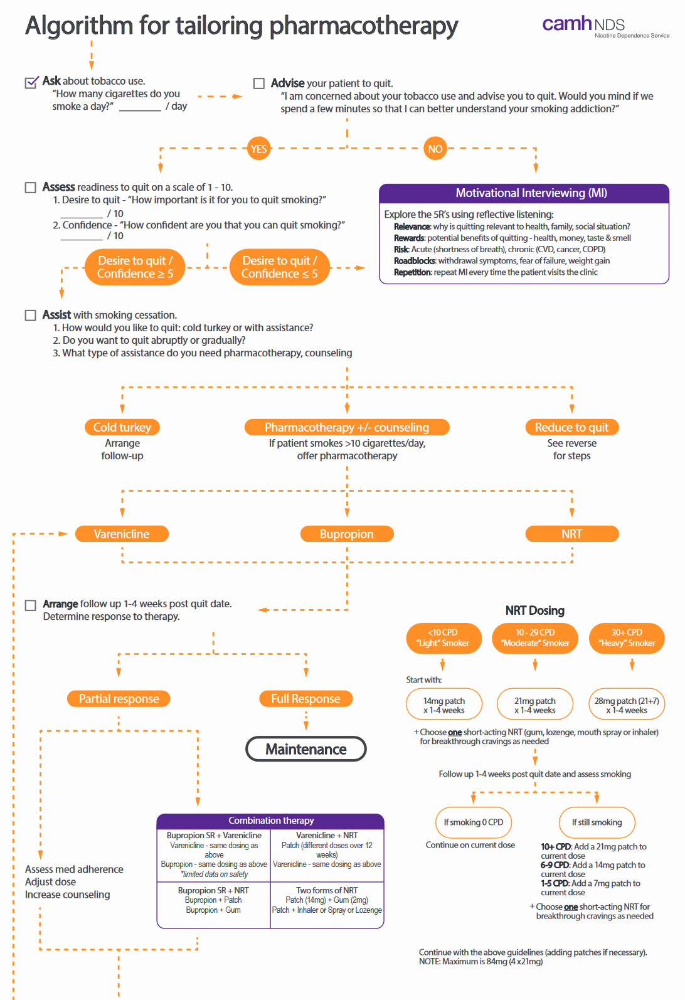 Algorithm for tailoring pharmacotherapy
camh NDS
Nicotine Dependence Service
Ask about tobacco use.
“How many cigarettes do you
smoke a day?” ________ / day
Advise your patient to quit.
“I am concerned about your tobacco use and advise you to quit. Would you mind if we
spend a few minutes so that I can better understand your smoking addiction?”
YES
NO
Assess readiness to quit on a scale of 1 - 10.
1. Desire to quit - “How important is it for you to quit smoking?”
________ / 10
2. Confidence - “How confident are you that you can quit smoking?”
________ / 10
Desire to quit /
Confidence ≥ 5
Desire to quit /
Confidence ≤ 5
Motivational Interviewing (MI)
Explore the 5R’s using reflective listening:
Relevance: why is quitting relevant to health, family, social situation?
Rewards: potential benefits of quitting - health, money, taste & smell
Risk: Acute (shortness of breath), chronic (CVD, cancer, COPD)
Roadblocks: withdrawal symptoms, fear of failure, weight gain
Repetition: repeat MI every time the patient visits the clinic
Assist with smoking cessation.
1. How would you like to quit: cold turkey or with assistance?
2. Do you want to quit abruptly or gradually?
3. What type of assistance do you need pharmacotherapy, counseling
Cold turkey
Arrange
follow-up
Pharmacotherapy +/- counseling
If patient smokes >10 cigarettes/day,
offer pharmacotherapy
Reduce to quit
See reverse
for steps
Varenicline
Bupropion
NRT
Arrange follow up 1-4 weeks post quit date.
Determine response to therapy.
Partial response
Full Response
Maintenance
Assess med adherence
Adjust dose
Increase counseling
Combination therapy
Bupropion SR + Varenicline
Varenicline - same dosing as
above
Bupropion - same dosing as above
*limited data on safety
Varenicline + NRT
Patch (different doses over 12
weeks)
Varenicline - same dosing as above
Bupropion SR + NRT
Bupropion + Patch
Bupropion + Gum
Two forms of NRT
Patch (14mg) + Gum (2mg)
Patch + Inhaler or Spray or Lozenge
NRT Dosing
<10 CPD
“Light” Smoker
10 - 29 CPD
“Moderate” Smoker
30+ CPD
“Heavy” Smoker
Start with:
14mg patch
x 1-4 weeks
21mg patch
x 1-4 weeks
28mg patch (21+7)
x 1-4 weeks
+ Choose one short-acting NRT (gum, lozenge, mouth spray or inhaler)
for breakthrough cravings as needed
Follow up 1-4 weeks post quit date and assess smoking
If smoking 0 CPD
Continue on current dose
If still smoking
10+ CPD: Add a 21mg patch to
current dose
6-9 CPD: Add a 14mg patch to
current dose
1-5 CPD: Add a 7mg patch to
current dose
+ Choose one short-acting NRT for
breakthrough cravings as needed
Continue with the above guidelines (adding patches if necessary).
NOTE: Maximum is 84mg (4 x21mg)